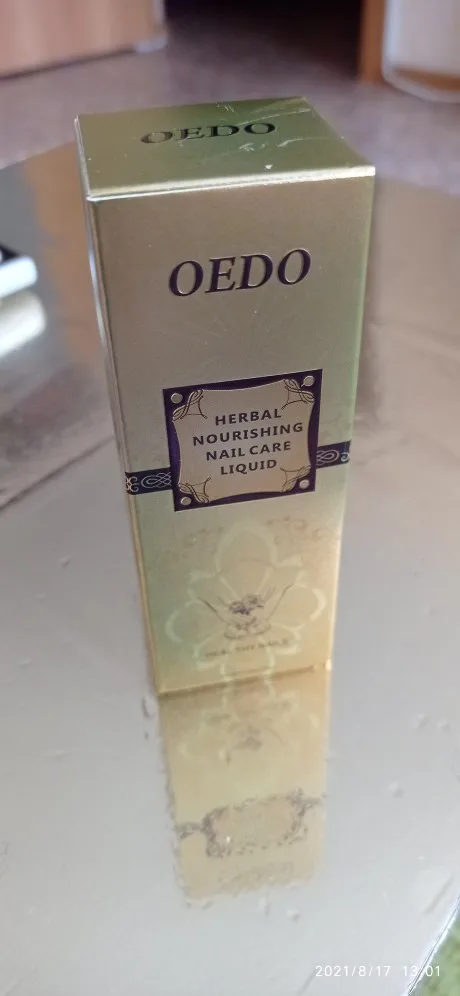 OEDO
OEDO
HERBAL
NOURISHING
NAIL CARE
LIQUID
2021/8/17 13:01